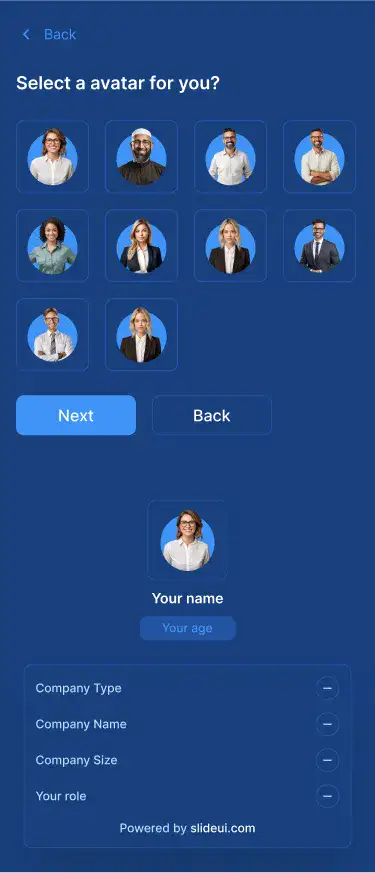 Back
Select a avatar for you?
Next
Back
Your name
Your age
Company Type
Company Name
Company Size
Your role
Powered by slideui.com